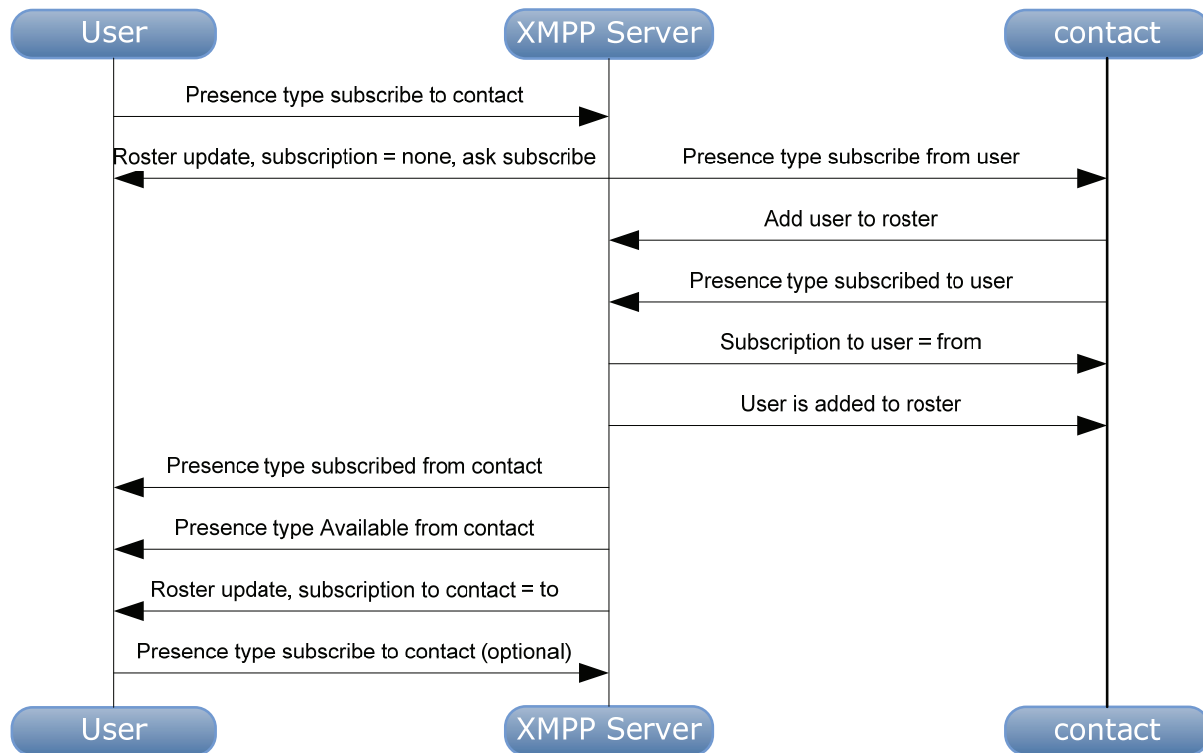 User
XMPP Server
contact
Presence type subscribe to contact
Roster update, subscription = none, ask subscribe
Presence type subscribe from user
Add user to roster
Presence type subscribed to user
Subscription to user = from
User is added to roster
Presence type subscribed from contact
Presence type Available from contact
Roster update, subscription to contact = to
Presence type subscribe to contact (optional)
User
XMPP Server
contact